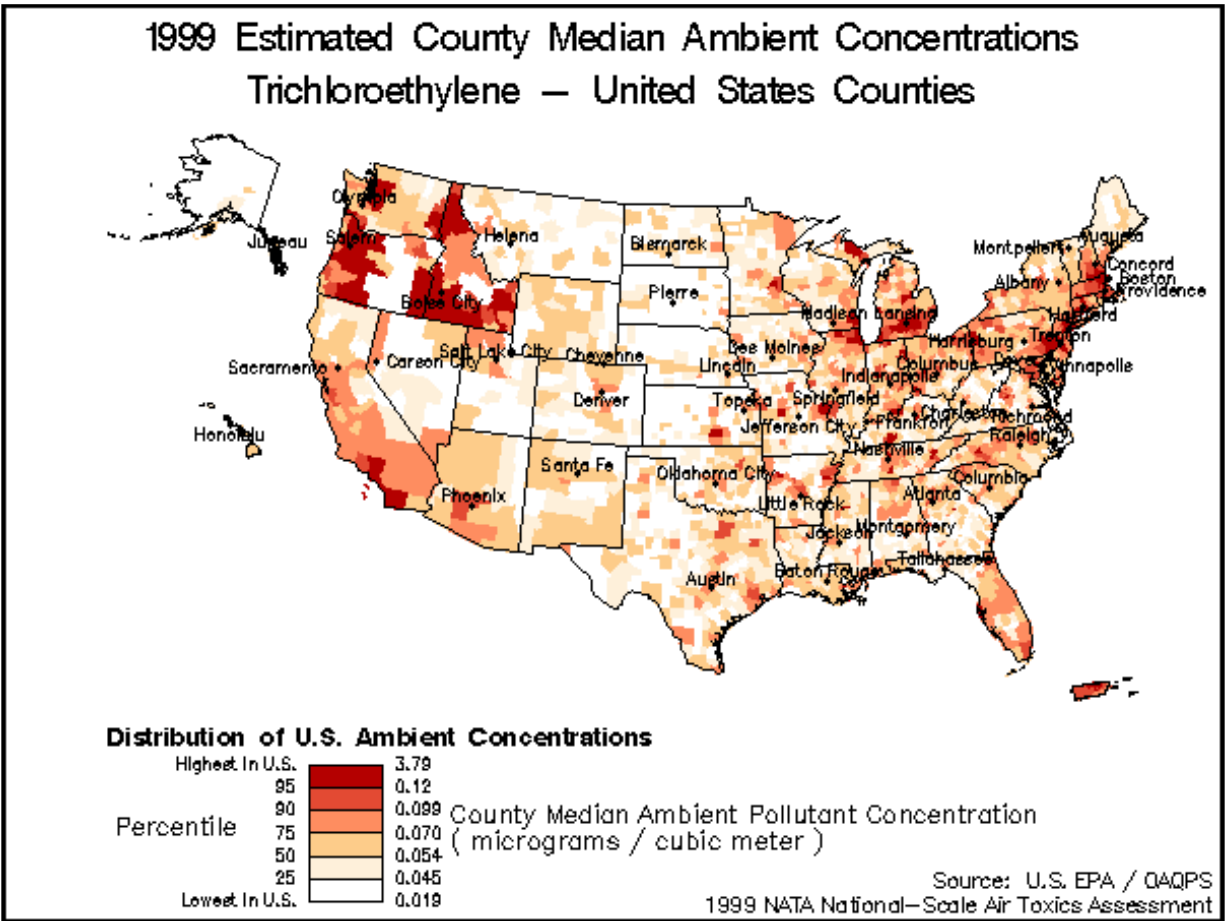 1999 Estimated County Median Ambient Concentrations
Trichloroethylene — United States Counties
Olympia
Juneau
Salem
Helena
Bismarck
Montpelier
Augusta
Concord
Boston
Albany
Providence
Hartford
Boise City
Pierre
Madison
Lansing
Harrisburg
Trenton
Sacramento
Carson City
Salt Lake City
Cheyenne
Des Moines
Lincoln
Columbus
Annapolis
Indianapolis
Honolulu
Denver
Topeka
Springfield
Jefferson City
Frankfort
Charleston
Richmond
Raleigh
Nashville
Santa Fe
Oklahoma City
Phoenix
Little Rock
Atlanta
Columbia
Jackson
Montgomery
Tallahassee
Austin
Baton Rouge
Distribution of U.S. Ambient Concentrations
Highest In U.S. 3.79
95 0.12
90 0.099
75 0.070
50 0.054
25 0.045
Lowest In U.S. 0.019
Percentile
County Median Ambient Pollutant Concentration
( micrograms / cubic meter )
Source: U.S. EPA / OAQPS
1999 NATA National—Scale Air Toxics Assessment